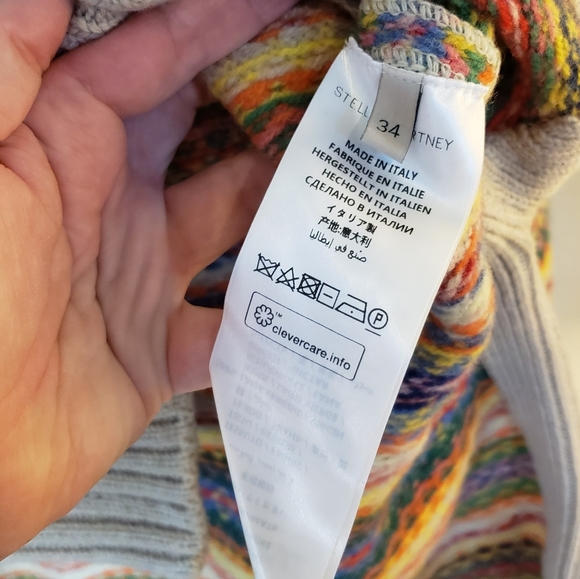 STELL RTNEY
34
MADE IN ITALY
FABRIQUE EN ITALIE
HERGESTELLT IN ITALIEN
HECHO EN ITALIA
СДЕЛАНО В ИТАЛИИ
イタリア製
产地:意大利
صنع في إيطاليا
P
™
clevercare.info